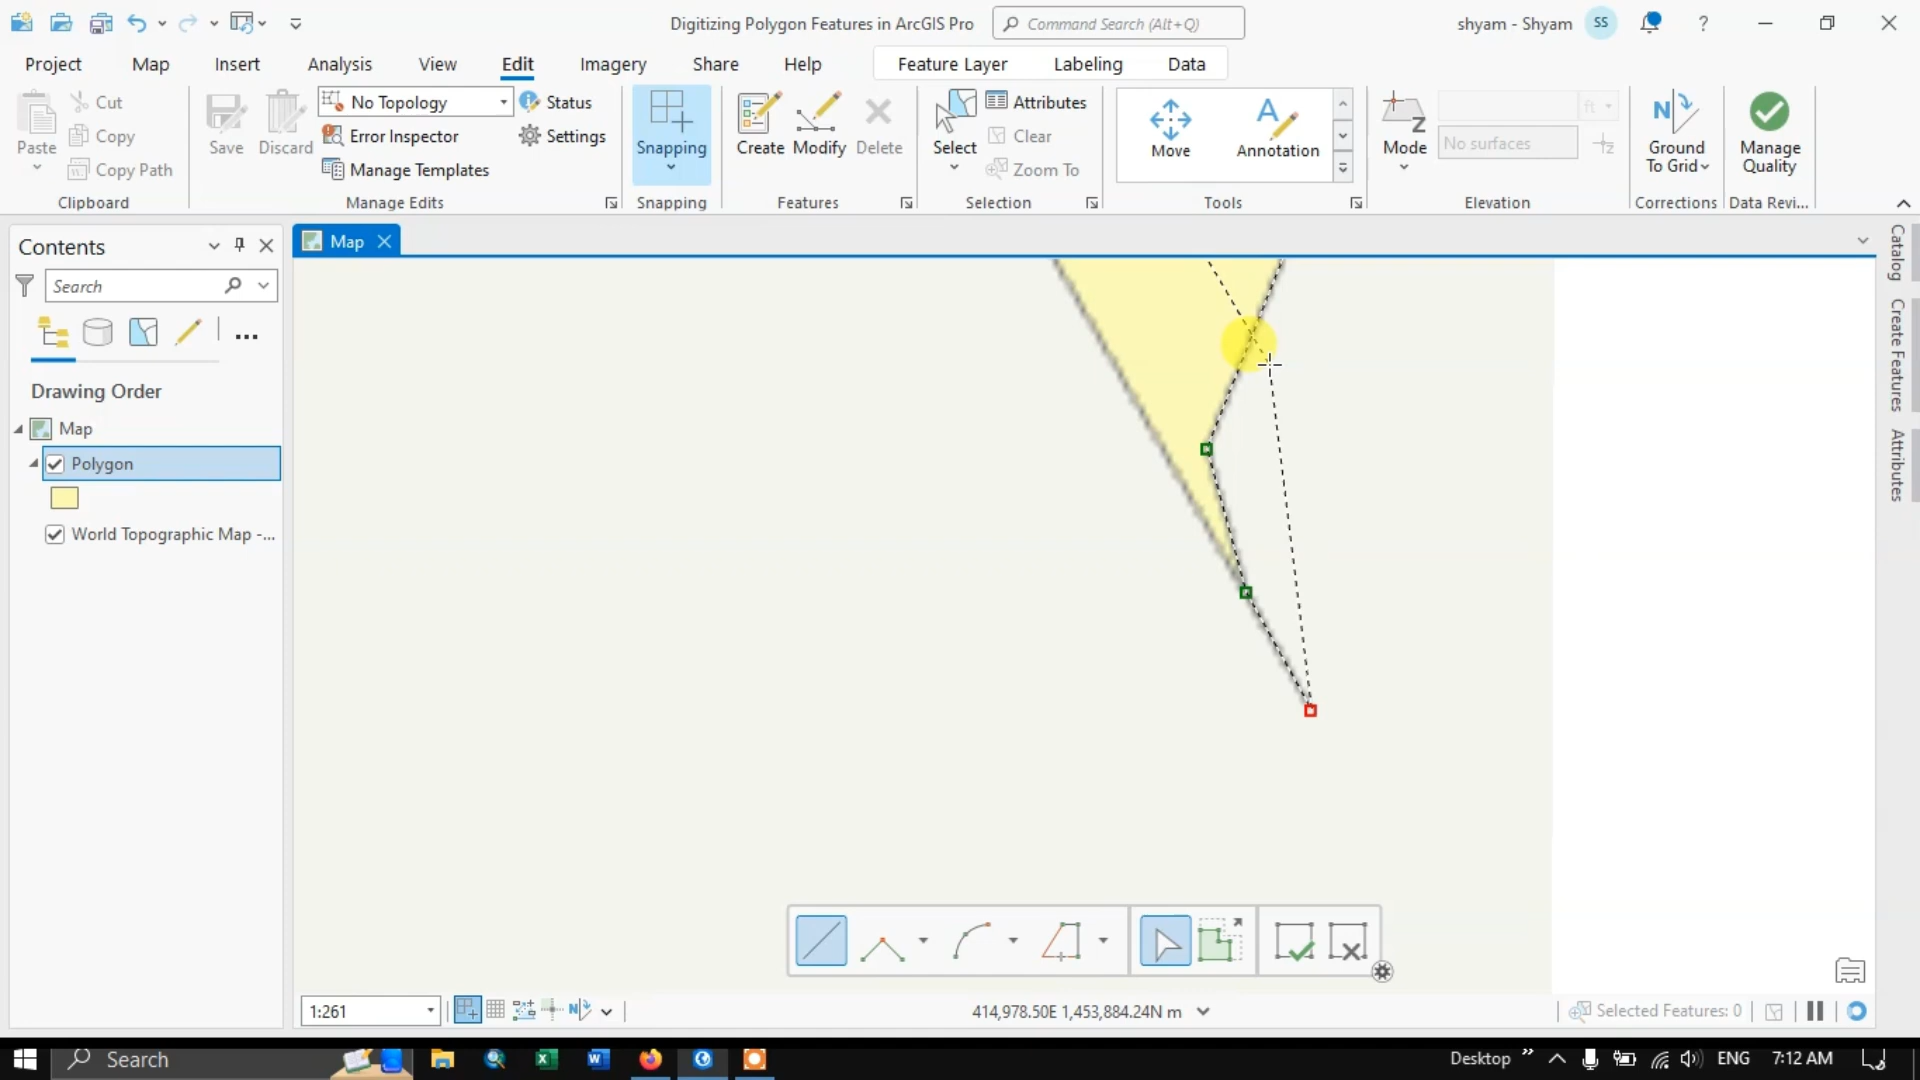 Digitizing Polygon Features in ArcGIS Pro
Command Search (Alt+Q)
shyam - Shyam
SS
?
Project
Map
Insert
Analysis
View
Edit
Imagery
Share
Help
Feature Layer
Labeling
Data
Paste
Cut
Copy
Copy Path
Clipboard
Save
Discard
No Topology
Error Inspector
Manage Templates
Status
Settings
Manage Edits
Snapping
Snapping
Create
Modify
Delete
Features
Select
Attributes
Clear
Zoom To
Selection
Move
Annotation
Tools
Mode
ft
No surfaces
Elevation
Ground
To Grid
Corrections
Manage
Quality
Data Revi...
Contents
Search
...
Drawing Order
Map
Polygon
World Topographic Map -...
Map
Catalog
Create Features
Attributes
1:261
414,978.50E 1,453,884.24N m
Selected Features: 0
Search
Desktop
ENG
7:12 AM